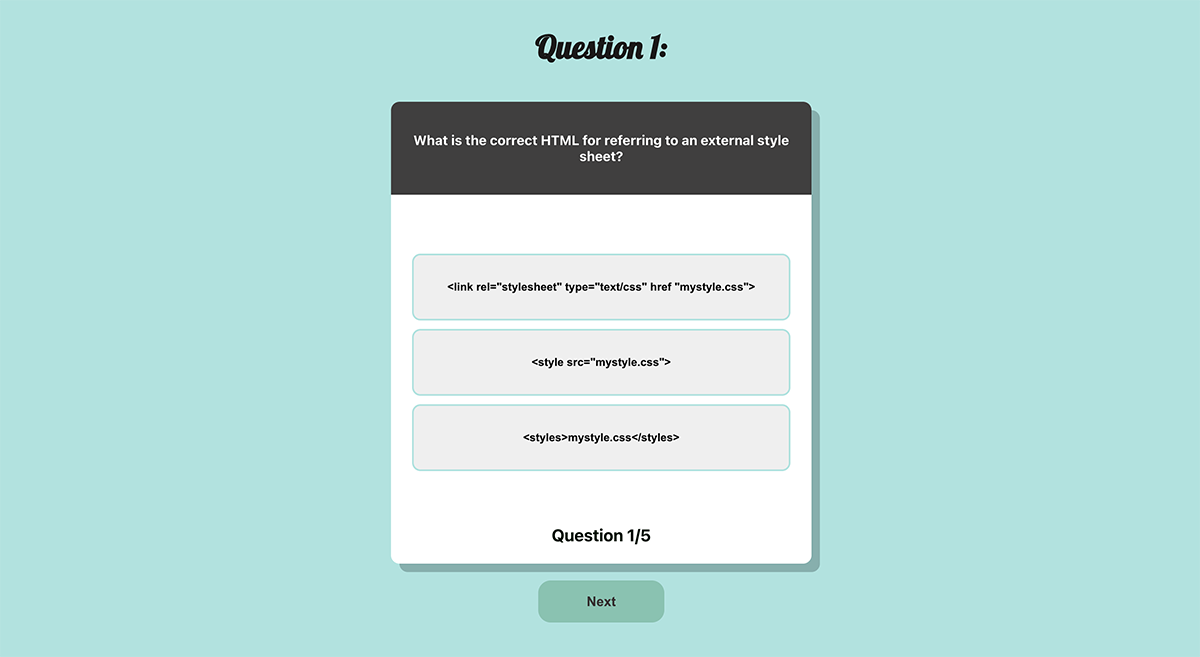 Question 1:
What is the correct HTML for referring to an external style
sheet?
<link rel="stylesheet" type="text/css" href "mystyle.css">
<style src="mystyle.css">
<styles>mystyle.css</styles>
Question 1/5
Next